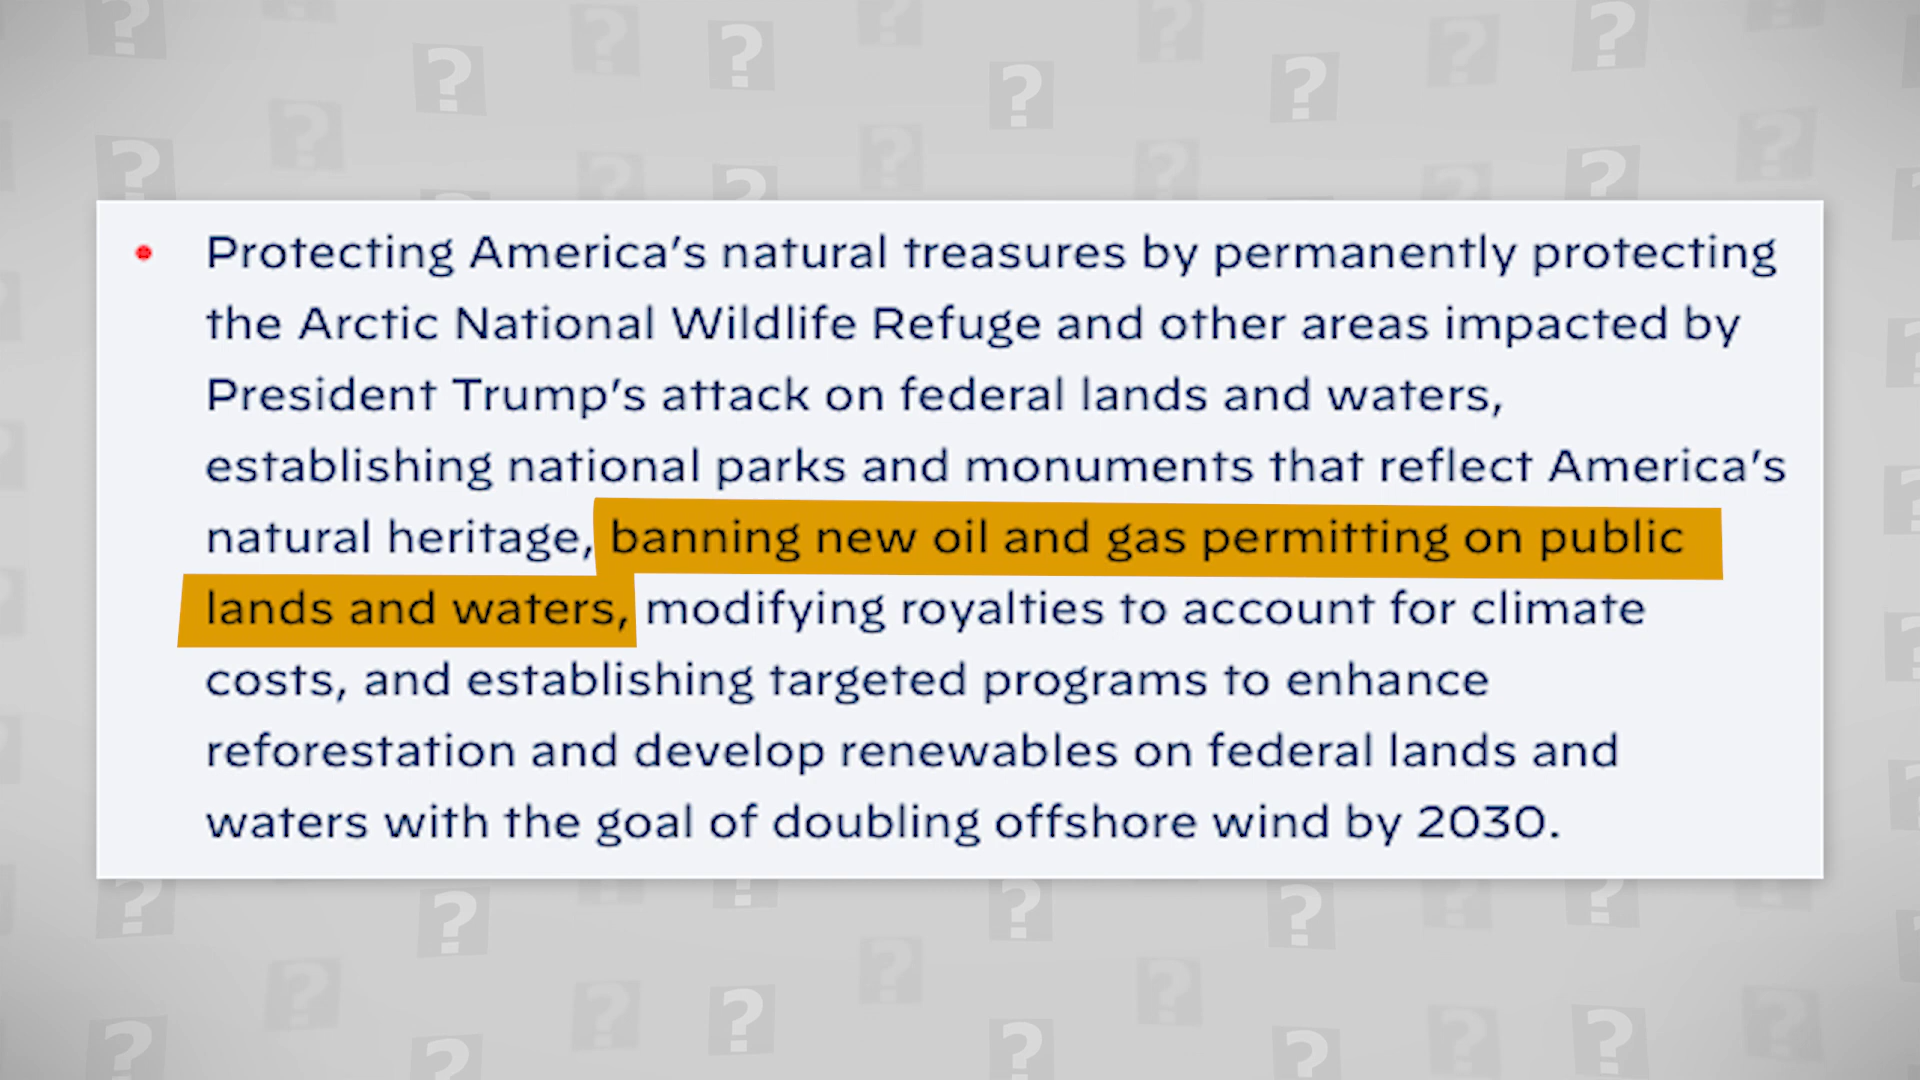 • Protecting America's natural treasures by permanently protecting
the Arctic National Wildlife Refuge and other areas impacted by
President Trump's attack on federal lands and waters,
establishing national parks and monuments that reflect America's
natural heritage, banning new oil and gas permitting on public
lands and waters, modifying royalties to account for climate
costs, and establishing targeted programs to enhance
reforestation and develop renewables on federal lands and
waters with the goal of doubling offshore wind by 2030.